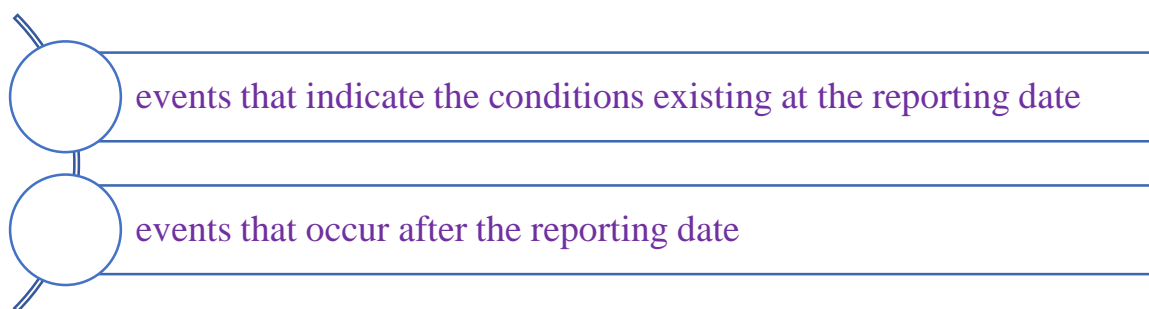 events that indicate the conditions existing at the reporting date
events that occur after the reporting date